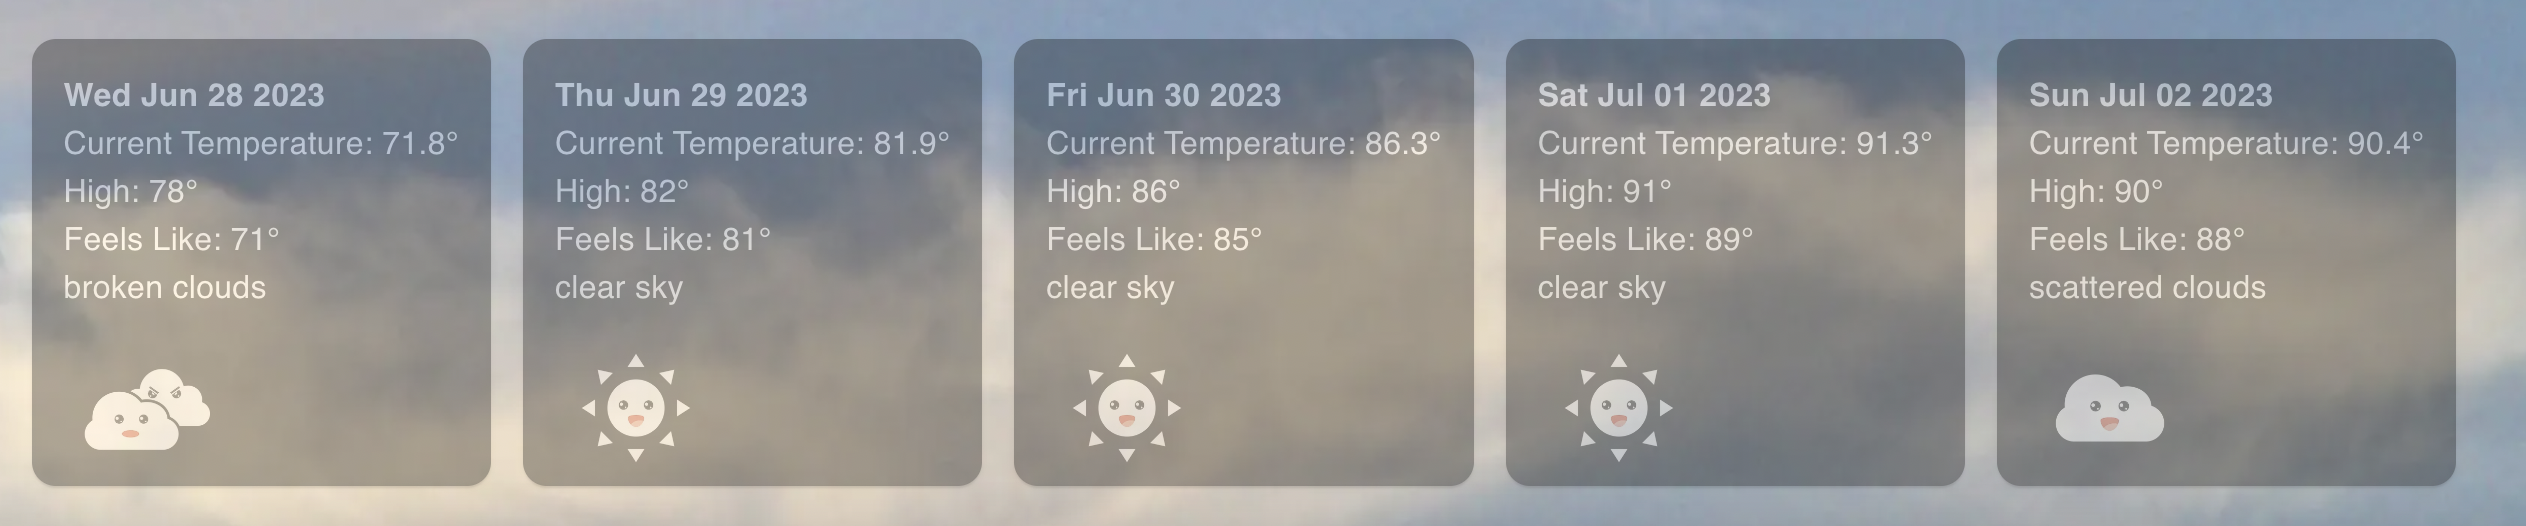 Wed Jun 28 2023
Current Temperature: 71.8°
High: 78°
Feels Like: 71°
broken clouds
Thu Jun 29 2023
Current Temperature: 81.9°
High: 82°
Feels Like: 81°
clear sky
Fri Jun 30 2023
Current Temperature: 86.3°
High: 86°
Feels Like: 85°
clear sky
Sat Jul 01 2023
Current Temperature: 91.3°
High: 91°
Feels Like: 89°
clear sky
Sun Jul 02 2023
Current Temperature: 90.4°
High: 90°
Feels Like: 88°
scattered clouds